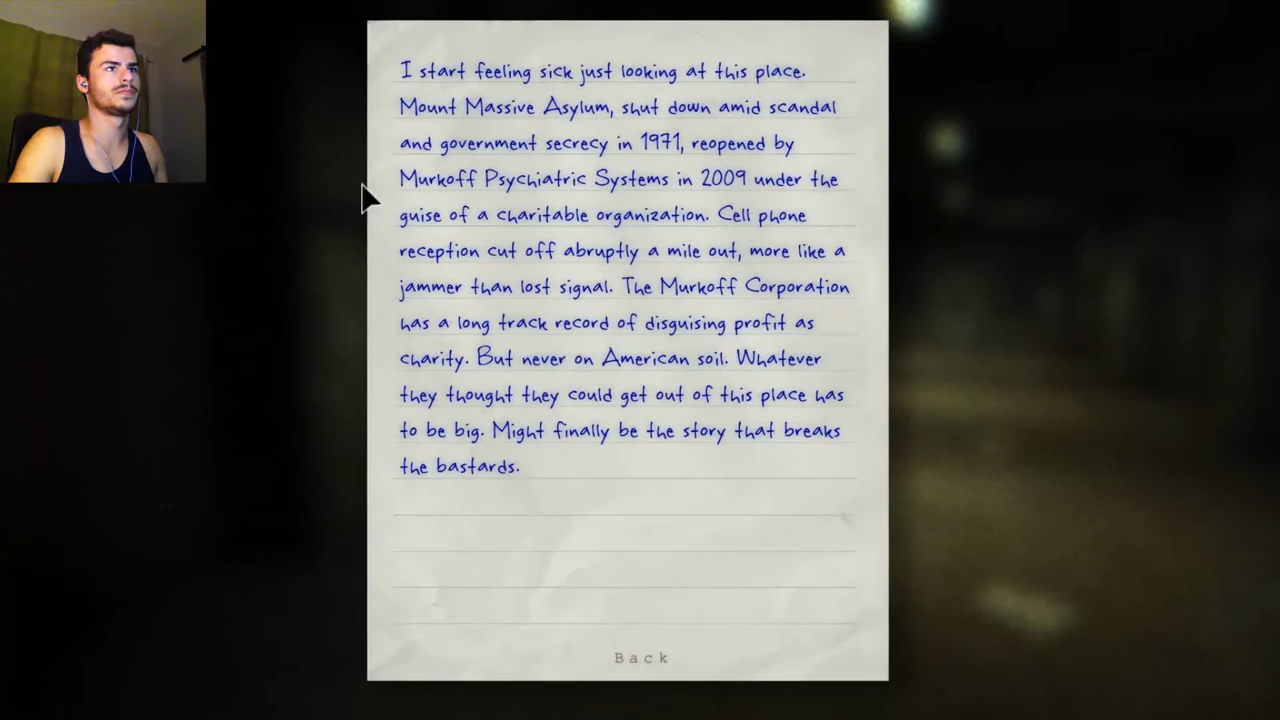 I start feeling sick just looking at this place.
Mount Massive Asylum, shut down amid scandal
and government secrecy in 1971, reopened by
Murkoff Psychiatric Systems in 2009 under the
guise of a charitable organization. Cell phone
reception cut off abruptly a mile out, more like a
jammer than lost signal. The Murkoff Corporation
has a long track record of disguising profit as
charity. But never on American soil. Whatever
they thought they could get out of this place has
to be big. Might finally be the story that breaks
the bastards.
Back